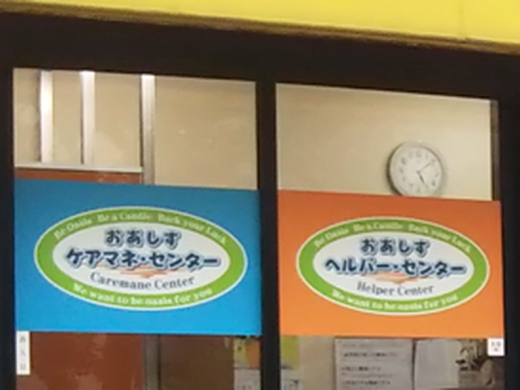 Be Oasis Be a Candle Back your Luck
おあしす
ケアマネ・センター
Caremane Center
We want to be oasis for you
Be Oasis Be a Candle Back your Luck
おあしす
ヘルパー・センター
Helper Center
We want to be oasis for you